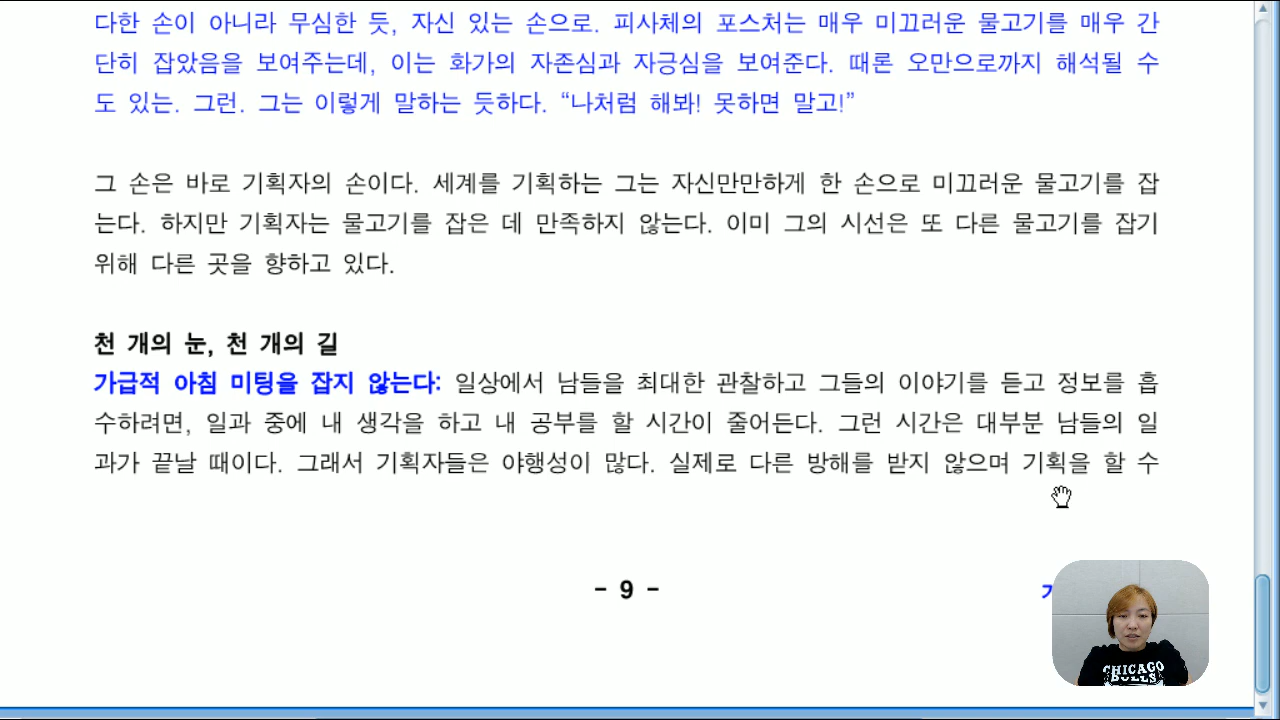 다한 손이 아니라 무심한 듯, 자신 있는 손으로. 피사체의 포스처는 매우 미끄러운 물고기를 매우 간
단히 잡았음을 보여주는데, 이는 화가의 자존심과 자긍심을 보여준다. 때론 오만으로까지 해석될 수
도 있는. 그런. 그는 이렇게 말하는 듯하다. “나처럼 해봐! 못하면 말고!”
그 손은 바로 기획자의 손이다. 세계를 기획하는 그는 자신만만하게 한 손으로 미끄러운 물고기를 잡
는다. 하지만 기획자는 물고기를 잡은 데 만족하지 않는다. 이미 그의 시선은 또 다른 물고기를 잡기
위해 다른 곳을 향하고 있다.
천 개의 눈, 천 개의 길
가급적 아침 미팅을 잡지 않는다: 일상에서 남들을 최대한 관찰하고 그들의 이야기를 듣고 정보를 흡
수하려면, 일과 중에 내 생각을 하고 내 공부를 할 시간이 줄어든다. 그런 시간은 대부분 남들의 일
과가 끝날 때이다. 그래서 기획자들은 야행성이 많다. 실제로 다른 방해를 받지 않으며 기획을 할 수
- 9 -
CHICAGO
BULLS